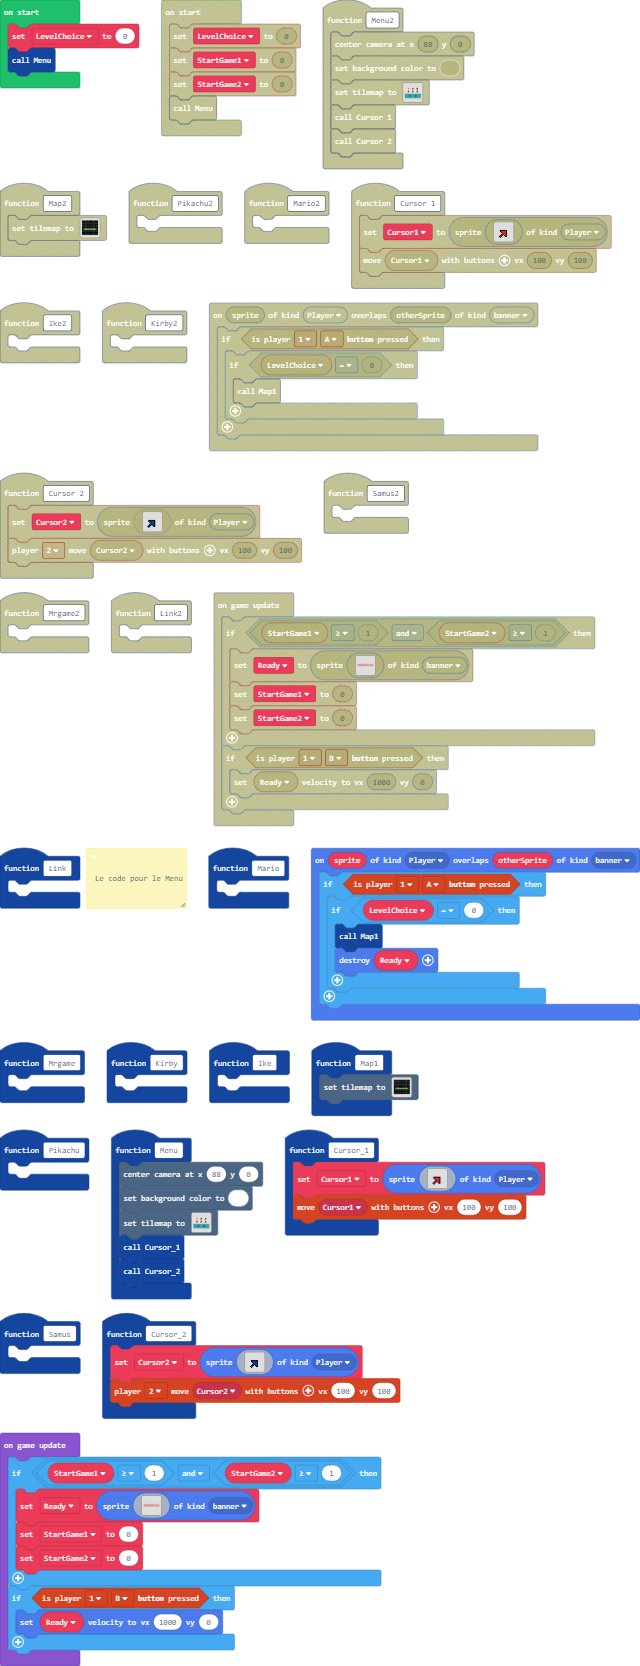 on start
set LevelChoice to 0
call Menu
on start
set LevelChoice to 0
set StartGame1 to 0
set StartGame2 to 0
call Menu
function Menu2
center camera at x 88 y 0
set background color to
set tilemap to
call Cursor 1
call Cursor 2
function Map2
set tilemap to
function Pikachu2
function Mario2
function Cursor 1
set Cursor1 to sprite of kind Player
move Cursor1 with buttons vx 100 vy 100
function Ike2
function Kirby2
on sprite of kind Player overlaps otherSprite of kind banner
if is player 1 A button pressed then
if LevelChoice = 0 then
call Map1
function Cursor 2
set Cursor2 to sprite of kind Player
player 2 move Cursor2 with buttons vx 100 vy 100
function Samus2
function Mrgame2
function Link2
on game update
if StartGame1 ≥ 1 and StartGame2 ≥ 1 then
set Ready to sprite of kind banner
set StartGame1 to 0
set StartGame2 to 0
if is player 1 B button pressed then
set Ready velocity to vx 1000 vy 0
function Link
Le code pour le Menu
function Mario
on sprite of kind Player overlaps otherSprite of kind banner
if is player 1 A button pressed then
if LevelChoice = 0 then
call Map1
destroy Ready
function Mrgame
function Kirby
function Ike
function Map1
set tilemap to
function Pikachu
function Menu
center camera at x 88 y 0
set background color to
set tilemap to
call Cursor_1
call Cursor_2
function Cursor_1
set Cursor1 to sprite of kind Player
move Cursor1 with buttons vx 100 vy 100
function Samus
function Cursor_2
set Cursor2 to sprite of kind Player
player 2 move Cursor2 with buttons vx 100 vy 100
on game update
if StartGame1 ≥ 1 and StartGame2 ≥ 1 then
set Ready to sprite of kind banner
set StartGame1 to 0
set StartGame2 to 0
if is player 1 B button pressed then
set Ready velocity to vx 1000 vy 0